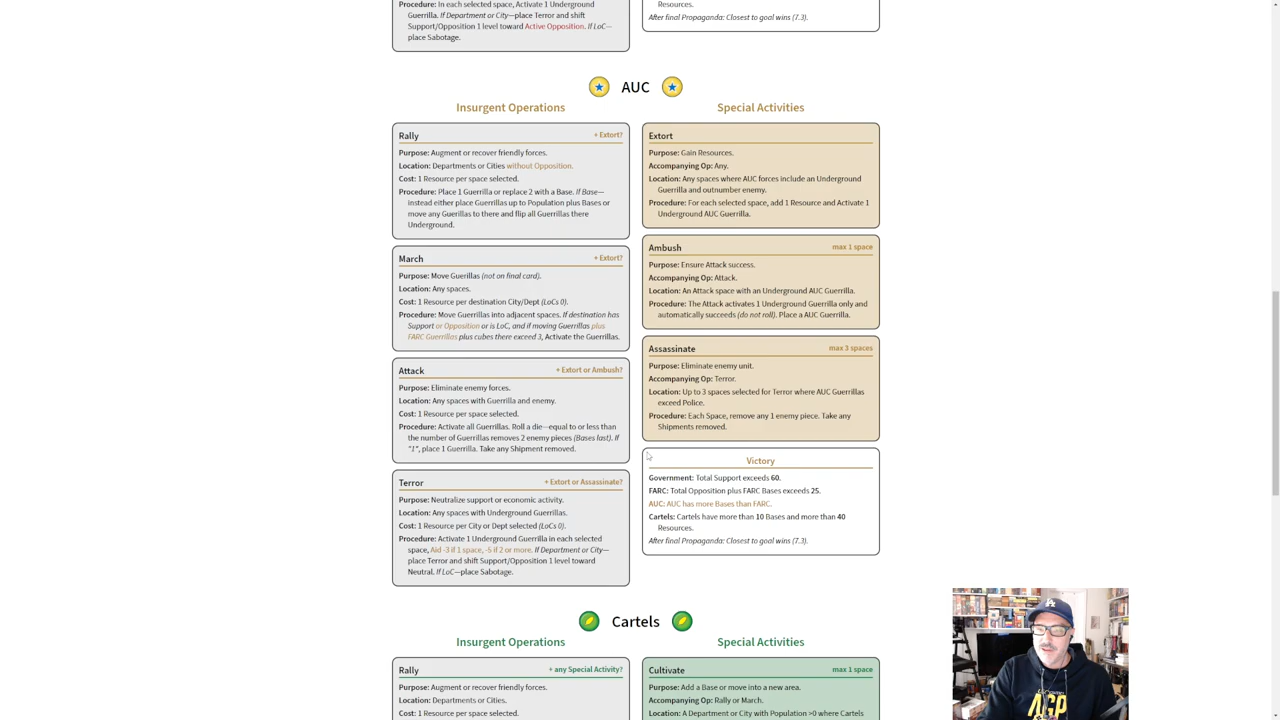 Procedure: In each selected space, Activate 1 Underground
Guerrilla. If Department or City—place Terror and shift
Support/Opposition 1 level toward Active Opposition. If LoC—
place Sabotage.
Resources.
After final Propaganda: Closest to goal wins (7.3).
AUC
Insurgent Operations
Rally + Extort?
Purpose: Augment or recover friendly forces.
Location: Departments or Cities without Opposition.
Cost: 1 Resource per space selected.
Procedure: Place 1 Guerrilla or replace 2 with a Base. If Base—
instead either place Guerrillas up to Population plus Bases or
move any Guerillas to there and flip all Guerrillas there
Underground.
March + Extort?
Purpose: Move Guerillas (not on final card).
Location: Any spaces.
Cost: 1 Resource per destination City/Dept (LoCs 0).
Procedure: Move Guerrillas into adjacent spaces. If destination has
Support or Opposition or is LoC, and if moving Guerrillas plus
FARC Guerrillas plus cubes there exceed 3, Activate the Guerrillas.
Attack + Extort or Ambush?
Purpose: Eliminate enemy forces.
Location: Any spaces with Guerrilla and enemy.
Cost: 1 Resource per space selected.
Procedure: Activate all Guerrillas. Roll a die—equal to or less than
the number of Guerrillas removes 2 enemy pieces (Bases last). If
"1", place 1 Guerrilla. Take any Shipment removed.
Terror + Extort or Assassinate?
Purpose: Neutralize support or economic activity.
Location: Any spaces with Underground Guerrillas.
Cost: 1 Resource per City or Dept selected (LoCs 0).
Procedure: Activate 1 Underground Guerrilla in each selected
space, Aid -3 if 1 space, -5 if 2 or more. If Department or City—
place Terror and shift Support/Opposition 1 level toward
Neutral. If LoC—place Sabotage.
Special Activities
Extort
Purpose: Gain Resources.
Accompanying Op: Any.
Location: Any spaces where AUC forces include an Underground
Guerrilla and outnumber enemy.
Procedure: For each selected space, add 1 Resource and Activate 1
Underground AUC Guerrilla.
Ambush max 1 space
Purpose: Ensure Attack success.
Accompanying Op: Attack.
Location: An Attack space with an Underground AUC Guerrilla.
Procedure: The Attack activates 1 Underground Guerrilla only and
automatically succeeds (do not roll). Place a AUC Guerrilla.
Assassinate max 3 spaces
Purpose: Eliminate enemy unit.
Accompanying Op: Terror.
Location: Up to 3 spaces selected for Terror where AUC Guerrillas
exceed Police.
Procedure: Each Space, remove any 1 enemy piece. Take any
Shipments removed.
Victory
Government: Total Support exceeds 60.
FARC: Total Opposition plus FARC Bases exceeds 25.
AUC: AUC has more Bases than FARC.
Cartels: Cartels have more than 10 Bases and more than 40
Resources.
After final Propaganda: Closest to goal wins (7.3).
Cartels
Insurgent Operations
Rally + any Special Activity?
Purpose: Augment or recover friendly forces.
Location: Departments or Cities.
Cost: 1 Resource per space selected.
Special Activities
Cultivate max 1 space
Purpose: Add a Base or move into a new area.
Accompanying Op: Rally or March.
Location: A Department or City with Population >0 where Cartels
LA
AGP